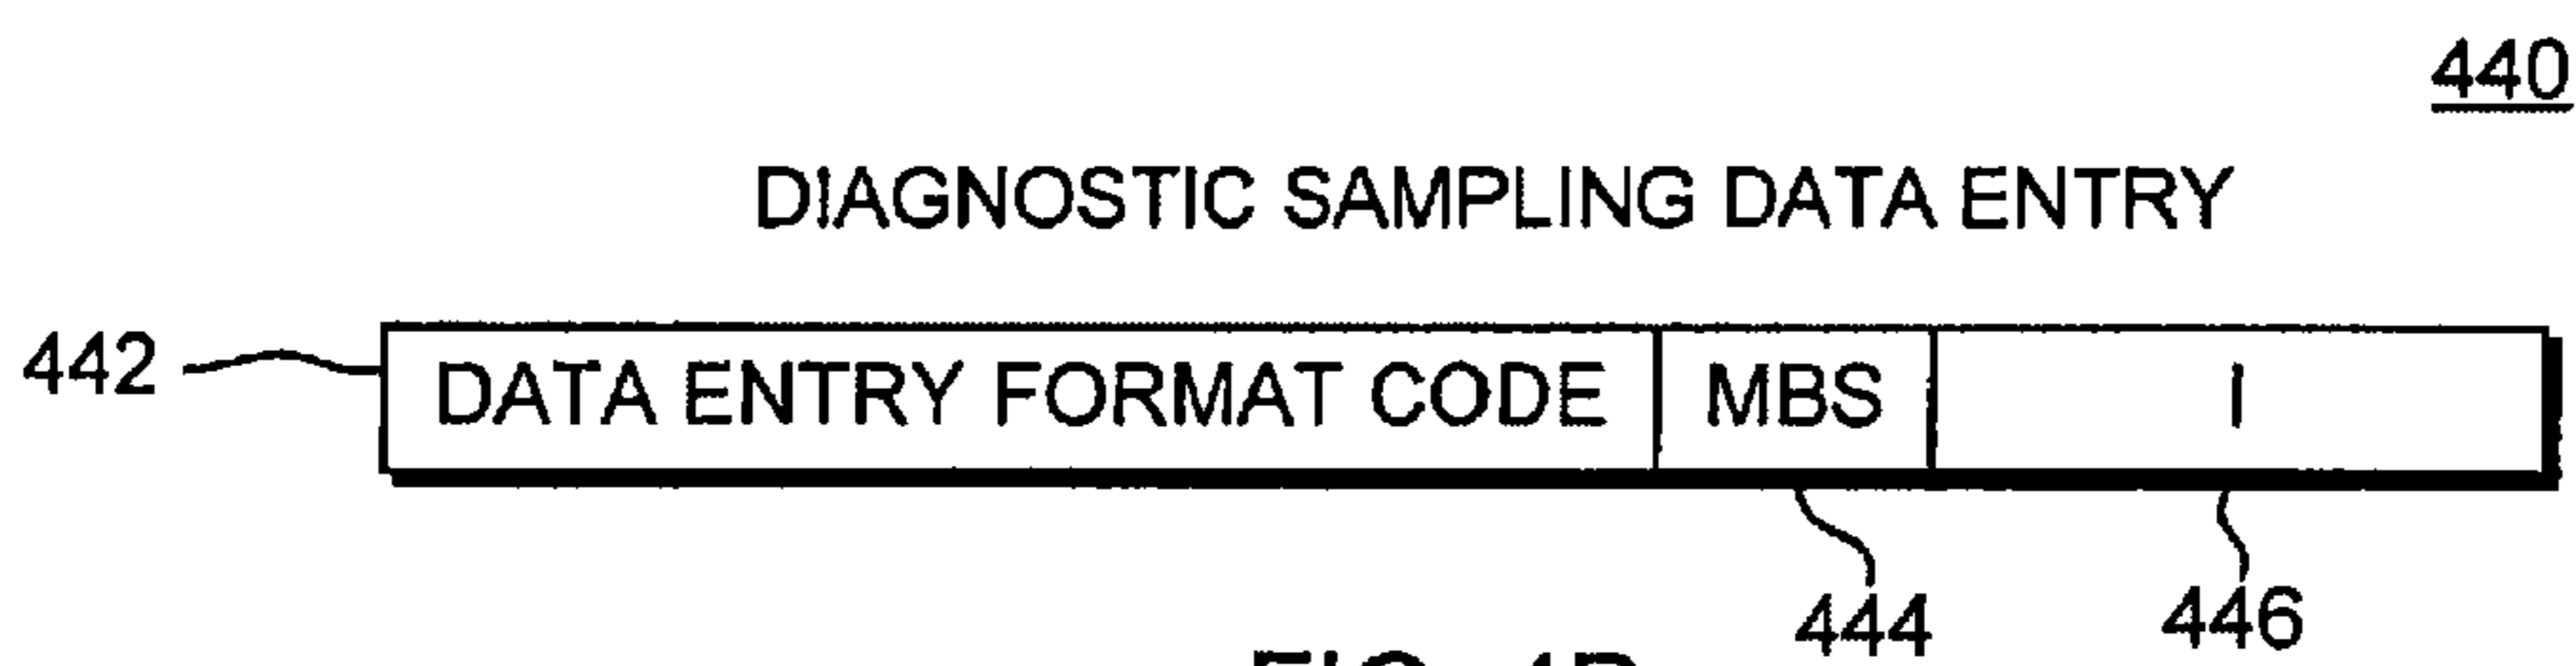 440
DIAGNOSTIC SAMPLING DATA ENTRY
442 DATA ENTRY FORMAT CODE MBS I
444 446